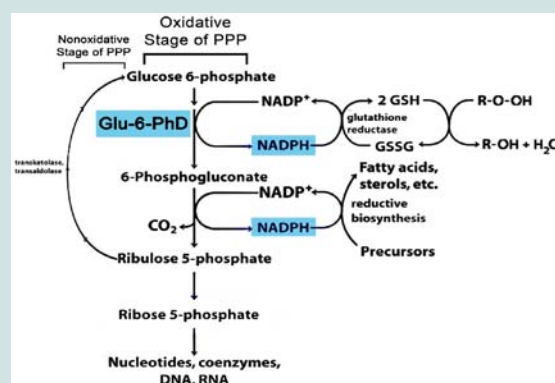 Oxidative
Stage of PPP
Nonoxidative
Stage of PPP
Glucose 6-phosphate
Glu-6-PhD
NADP+
NADPH
2 GSH
glutathione
reductase
GSSG
R-O-OH
R-OH + H2O
transketolase,
transaldolase
6-Phosphogluconate
NADP+
CO2
NADPH
Fatty acids,
sterols, etc.
reductive
biosynthesis
Precursors
Ribulose 5-phosphate
Ribose 5-phosphate
Nucleotides, coenzymes,
DNA, RNA